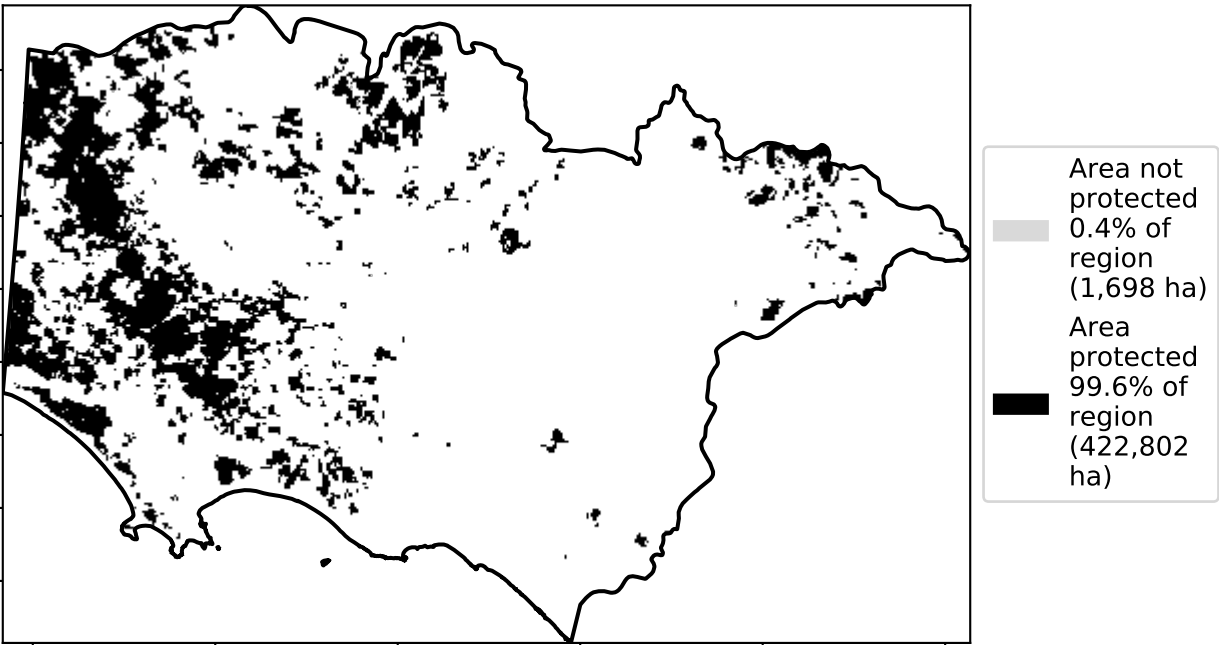 Area not
protected
0.4% of
region
(1,698 ha)
Area
protected
99.6% of
region
(422,802
ha)